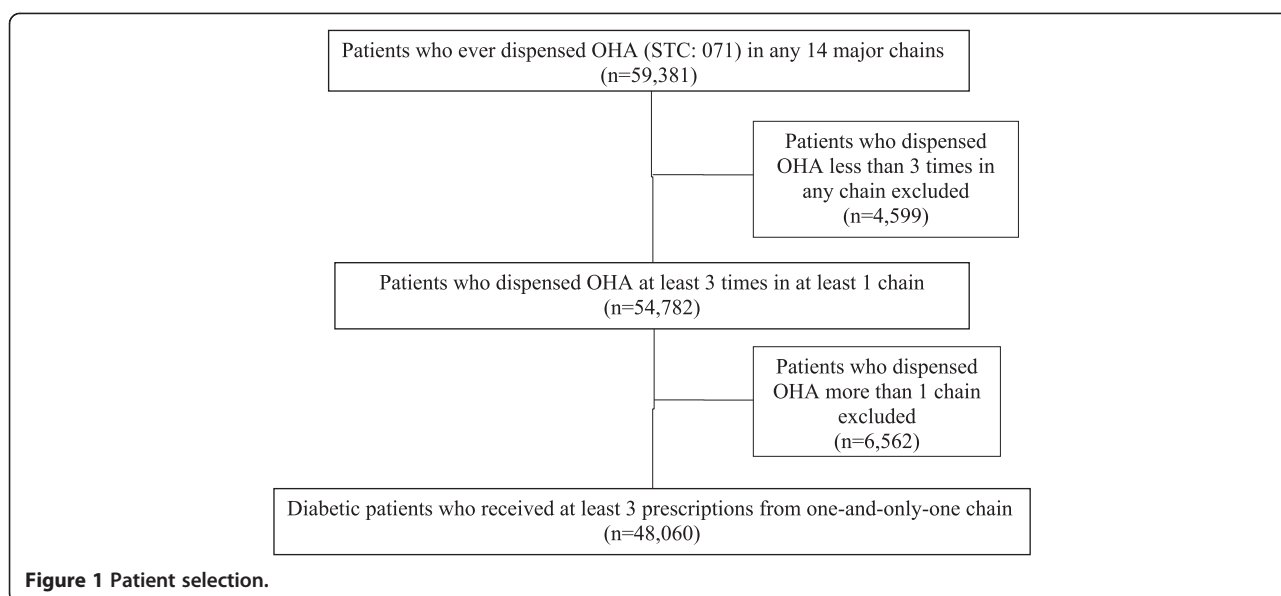 Patients who ever dispensed OHA (STC: 071) in any 14 major chains
(n=59,381)
Patients who dispensed
OHA less than 3 times in
any chain excluded
(n=4,599)
Patients who dispensed OHA at least 3 times in at least 1 chain
(n=54,782)
Patients who dispensed
OHA more than 1 chain
excluded
(n=6,562)
Diabetic patients who received at least 3 prescriptions from one-and-only-one chain
(n=48,060)
Figure 1 Patient selection.